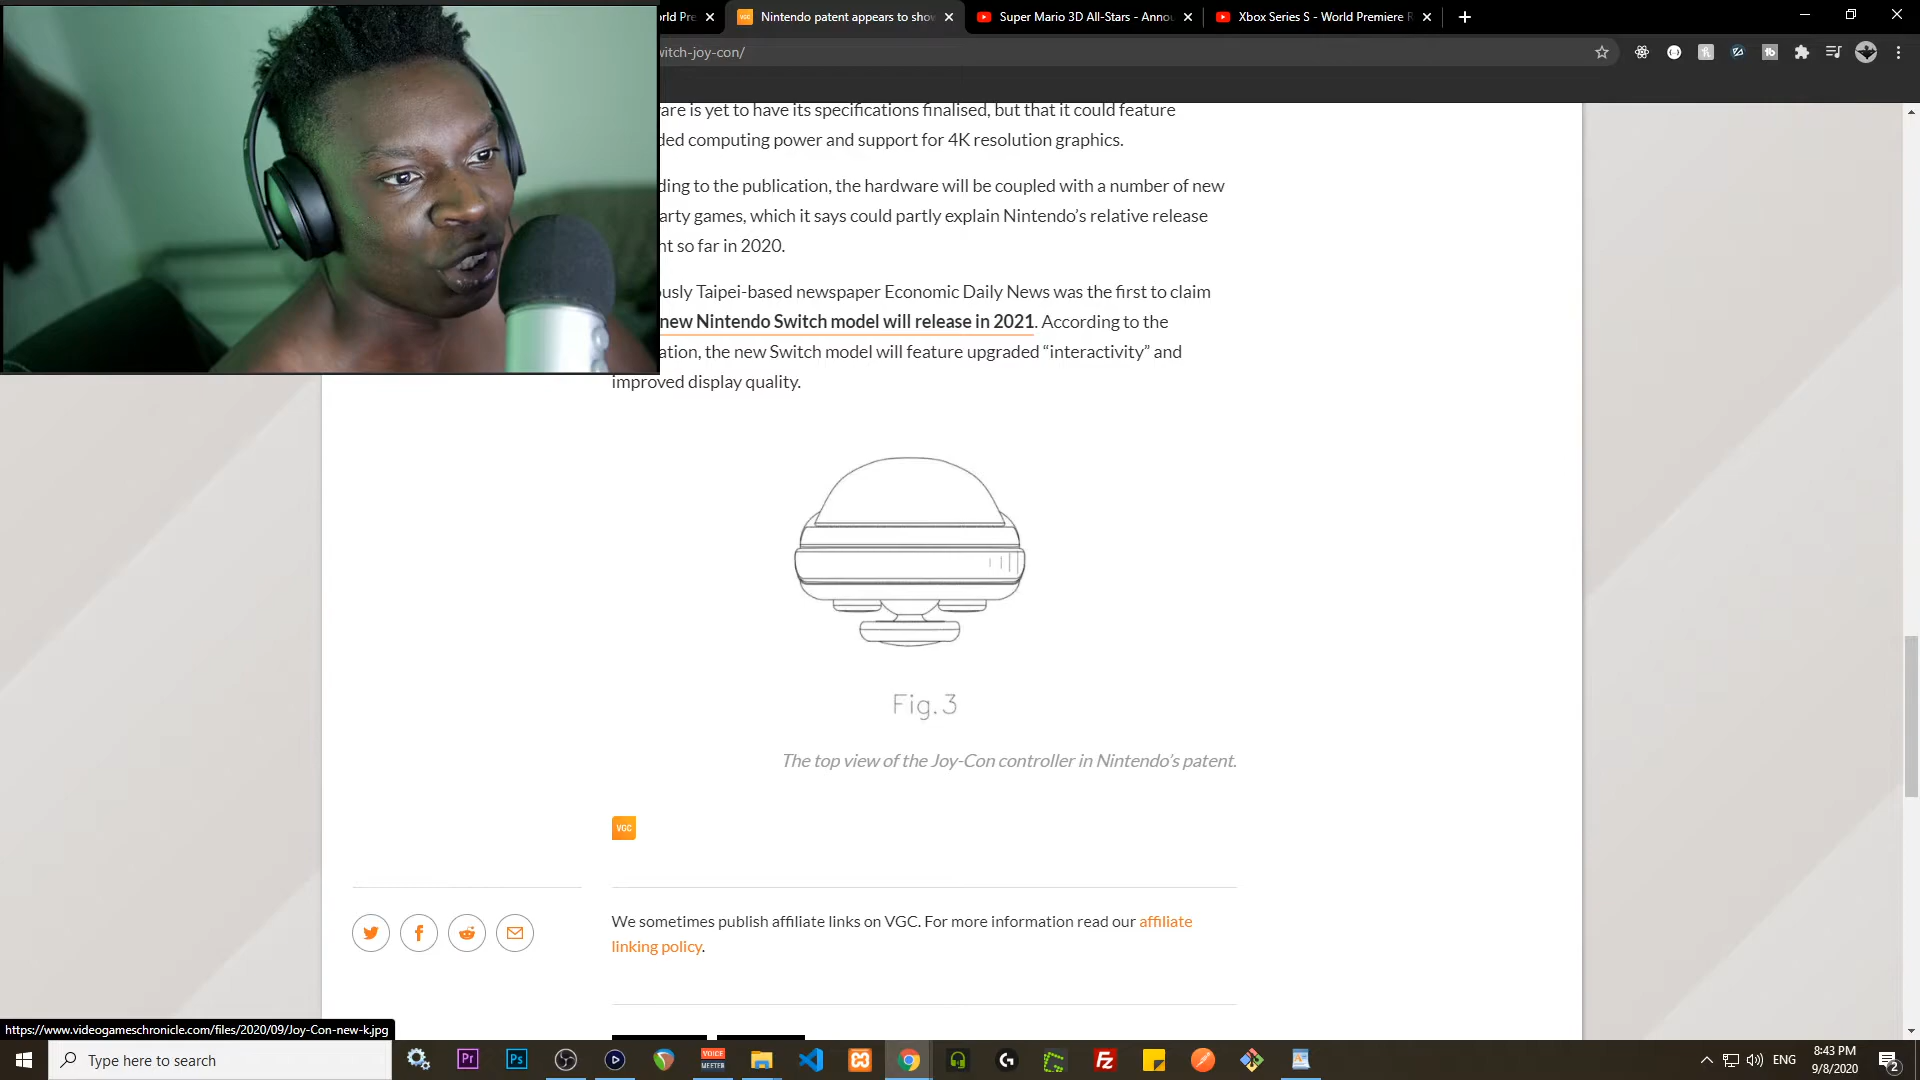 orld Pre
Nintendo patent appears to show
Super Mario 3D All-Stars - Annou
Xbox Series S - World Premiere R
witch-joy-con/
are is yet to have its specifications finalised, but that it could feature
ded computing power and support for 4K resolution graphics.
ding to the publication, the hardware will be coupled with a number of new
arty games, which it says could partly explain Nintendo’s relative release
nt so far in 2020.
usly Taipei-based newspaper Economic Daily News was the first to claim
new Nintendo Switch model will release in 2021. According to the
ation, the new Switch model will feature upgraded “interactivity” and
improved display quality.
Fig.3
The top view of the Joy-Con controller in Nintendo’s patent.
VGC
We sometimes publish affiliate links on VGC. For more information read our affiliate
linking policy.
https://www.videogameschronicle.com/files/2020/09/Joy-Con-new-k.jpg
Type here to search
Pr
Ps
VOICE
MEETER
Fz
ENG
8:43 PM
9/8/2020
2